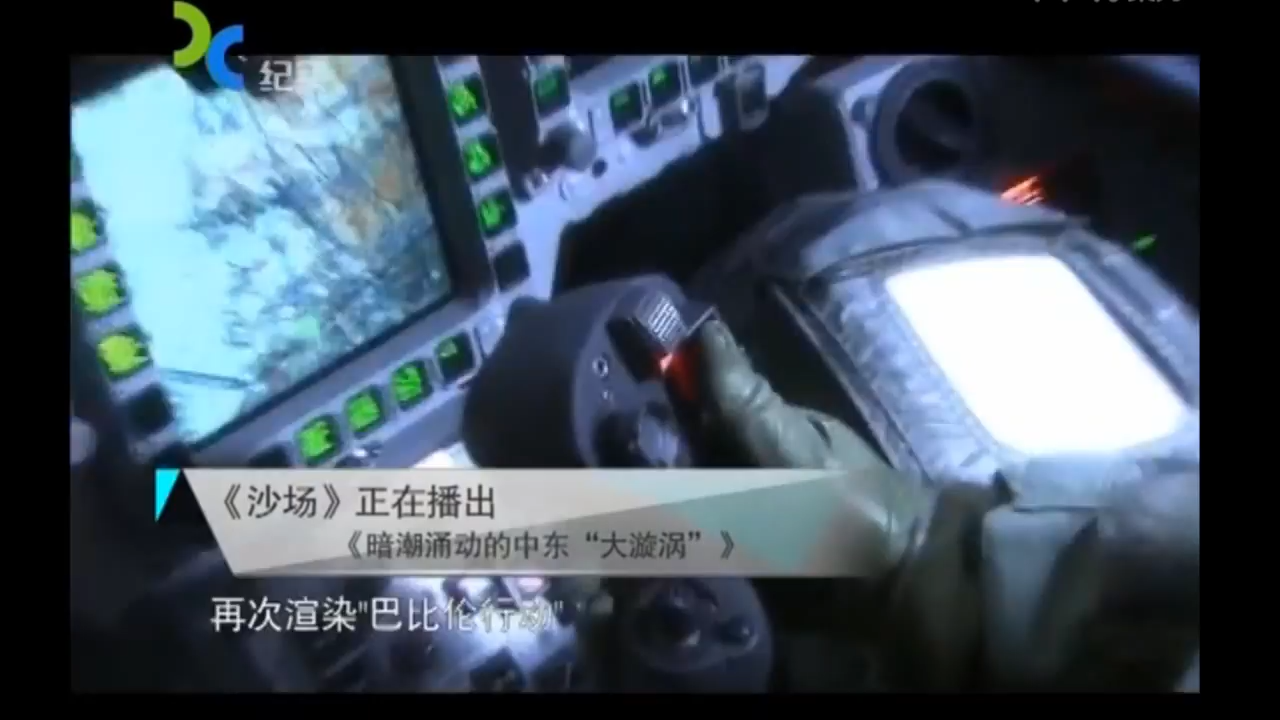 纪
《沙场》正在播出
《暗潮涌动的中东“大漩涡”》
再次渲染"巴比伦行动"